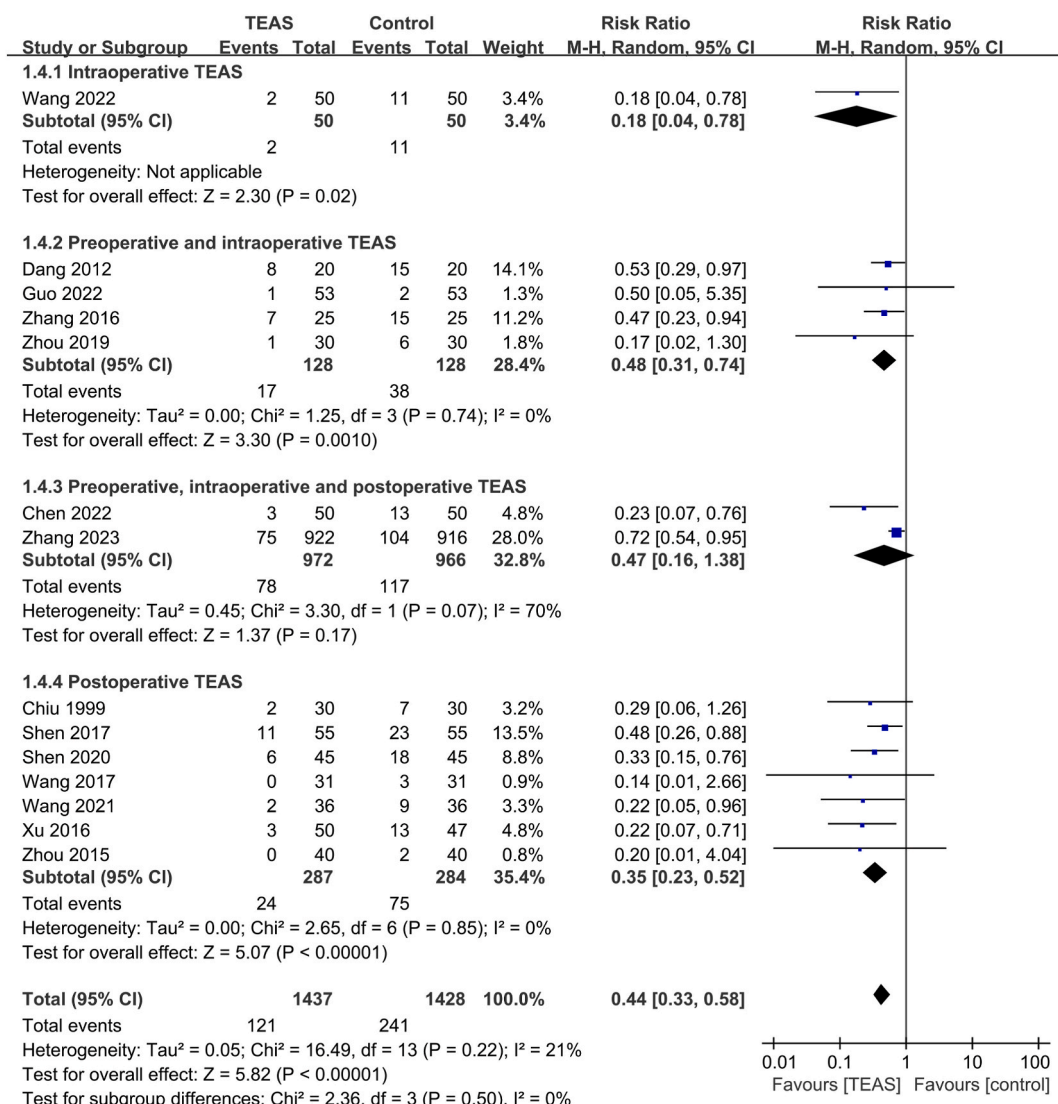 TEAS Control Risk Ratio Risk Ratio
Study or Subgroup Events Total Events Total Weight M-H, Random, 95% CI M-H, Random, 95% CI
1.4.1 Intraoperative TEAS
Wang 2022 2 50 11 50 3.4% 0.18 [0.04, 0.78]
Subtotal (95% CI) 50 50 3.4% 0.18 [0.04, 0.78]
Total events 2 11
Heterogeneity: Not applicable
Test for overall effect: Z = 2.30 (P = 0.02)
1.4.2 Preoperative and intraoperative TEAS
Dang 2012 8 20 15 20 14.1% 0.53 [0.29, 0.97]
Guo 2022 1 53 2 53 1.3% 0.50 [0.05, 5.35]
Zhang 2016 7 25 15 25 11.2% 0.47 [0.23, 0.94]
Zhou 2019 1 30 6 30 1.8% 0.17 [0.02, 1.30]
Subtotal (95% CI) 128 128 28.4% 0.48 [0.31, 0.74]
Total events 17 38
Heterogeneity: Tau² = 0.00; Chi² = 1.25, df = 3 (P = 0.74); I² = 0%
Test for overall effect: Z = 3.30 (P = 0.0010)
1.4.3 Preoperative, intraoperative and postoperative TEAS
Chen 2022 3 50 13 50 4.8% 0.23 [0.07, 0.76]
Zhang 2023 75 922 104 916 28.0% 0.72 [0.54, 0.95]
Subtotal (95% CI) 972 966 32.8% 0.47 [0.16, 1.38]
Total events 78 117
Heterogeneity: Tau² = 0.45; Chi² = 3.30, df = 1 (P = 0.07); I² = 70%
Test for overall effect: Z = 1.37 (P = 0.17)
1.4.4 Postoperative TEAS
Chiu 1999 2 30 7 30 3.2% 0.29 [0.06, 1.26]
Shen 2017 11 55 23 55 13.5% 0.48 [0.26, 0.88]
Shen 2020 6 45 18 45 8.8% 0.33 [0.15, 0.76]
Wang 2017 0 31 3 31 0.9% 0.14 [0.01, 2.66]
Wang 2021 2 36 9 36 3.3% 0.22 [0.05, 0.96]
Xu 2016 3 50 13 47 4.8% 0.22 [0.07, 0.71]
Zhou 2015 0 40 2 40 0.8% 0.20 [0.01, 4.04]
Subtotal (95% CI) 287 284 35.4% 0.35 [0.23, 0.52]
Total events 24 75
Heterogeneity: Tau² = 0.00; Chi² = 2.65, df = 6 (P = 0.85); I² = 0%
Test for overall effect: Z = 5.07 (P < 0.00001)
Total (95% CI) 1437 1428 100.0% 0.44 [0.33, 0.58]
Total events 121 241
Heterogeneity: Tau² = 0.05; Chi² = 16.49, df = 13 (P = 0.22); I² = 21%
Test for overall effect: Z = 5.82 (P < 0.00001)
Test for subgroup differences: Chi² = 2.36, df = 3 (P = 0.50), I² = 0%
0.01 0.1 1 10 100
Favours [TEAS] Favours [control]